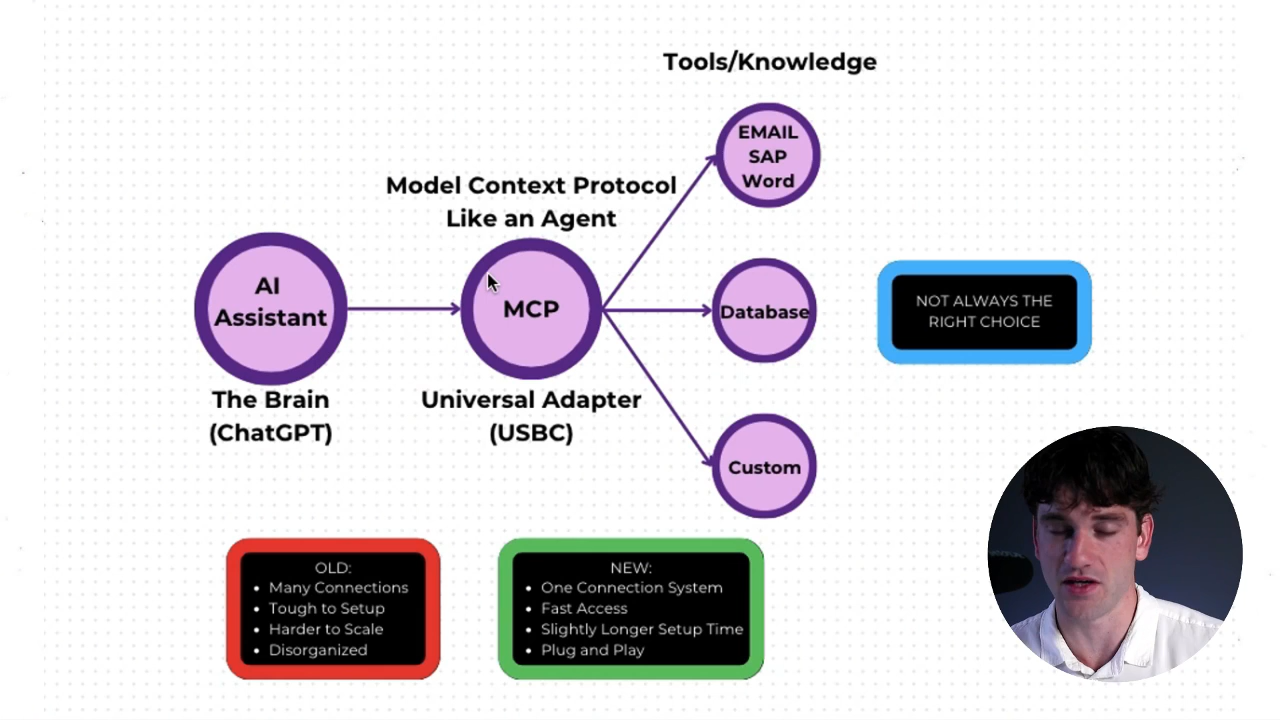 Tools/Knowledge
EMAIL
SAP
Word
Model Context Protocol
Like an Agent
AI
Assistant
MCP
Database
NOT ALWAYS THE
RIGHT CHOICE
The Brain
(ChatGPT)
Universal Adapter
(USBC)
Custom
OLD:
• Many Connections
• Tough to Setup
• Harder to Scale
• Disorganized
NEW:
• One Connection System
• Fast Access
• Slightly Longer Setup Time
• Plug and Play